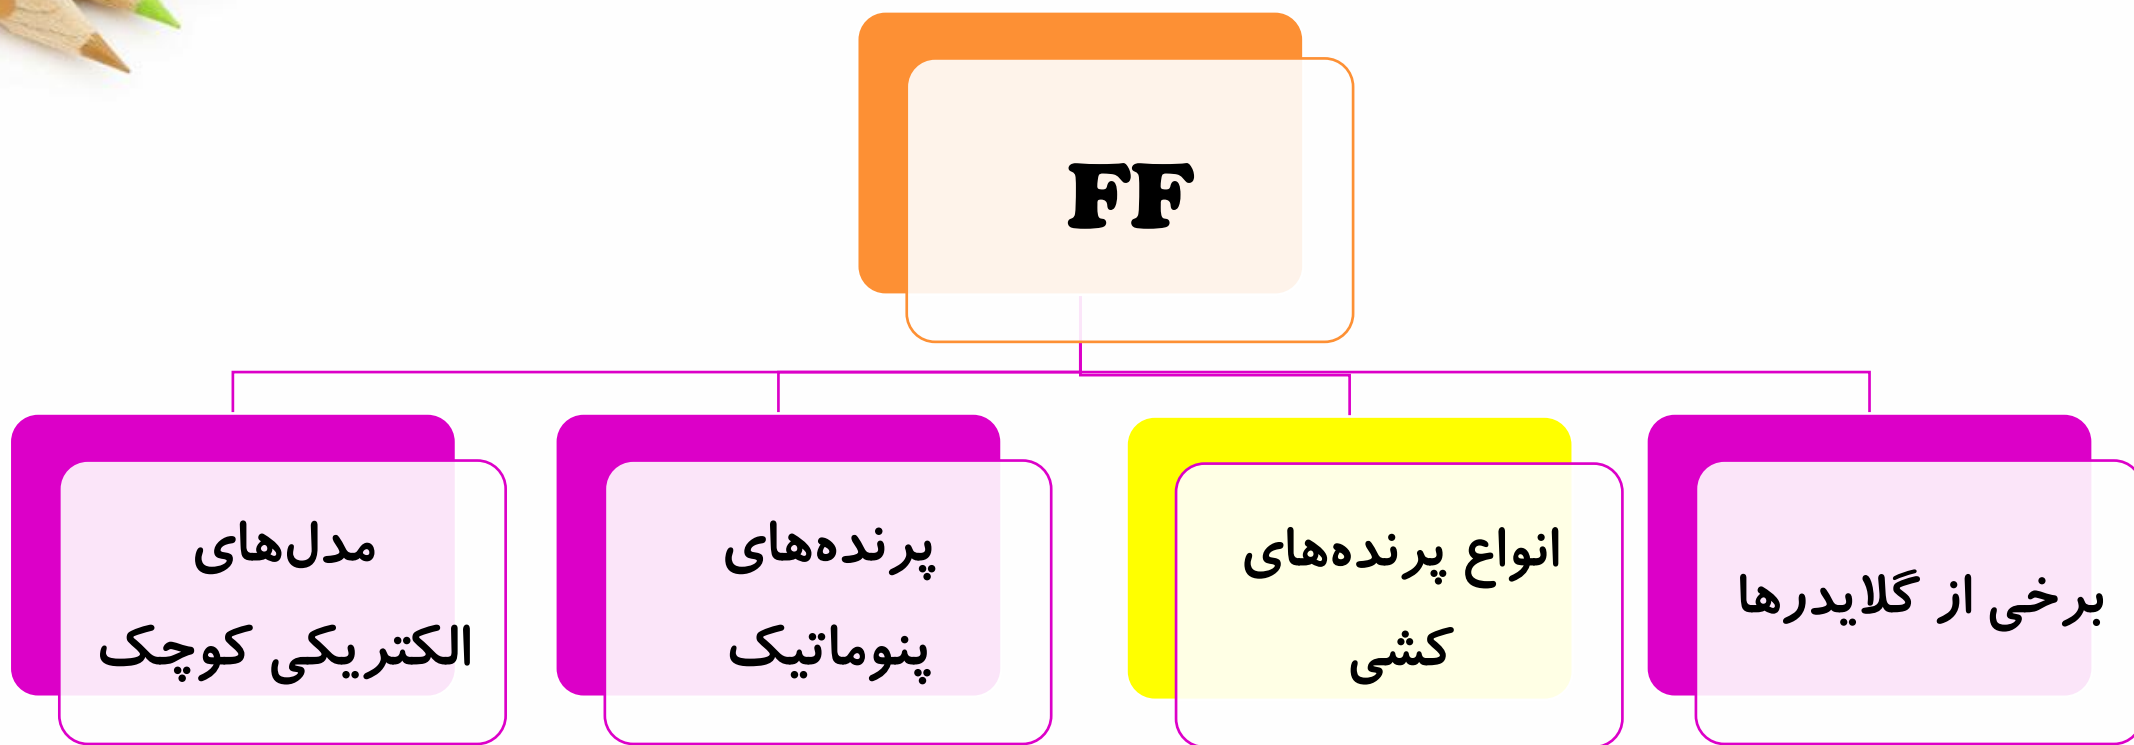 FF
برخی از گلایدرها
انواع پرنده‌های
کشی
پرنده‌های
پنوماتیک
مدل‌های
الکتریکی کوچک